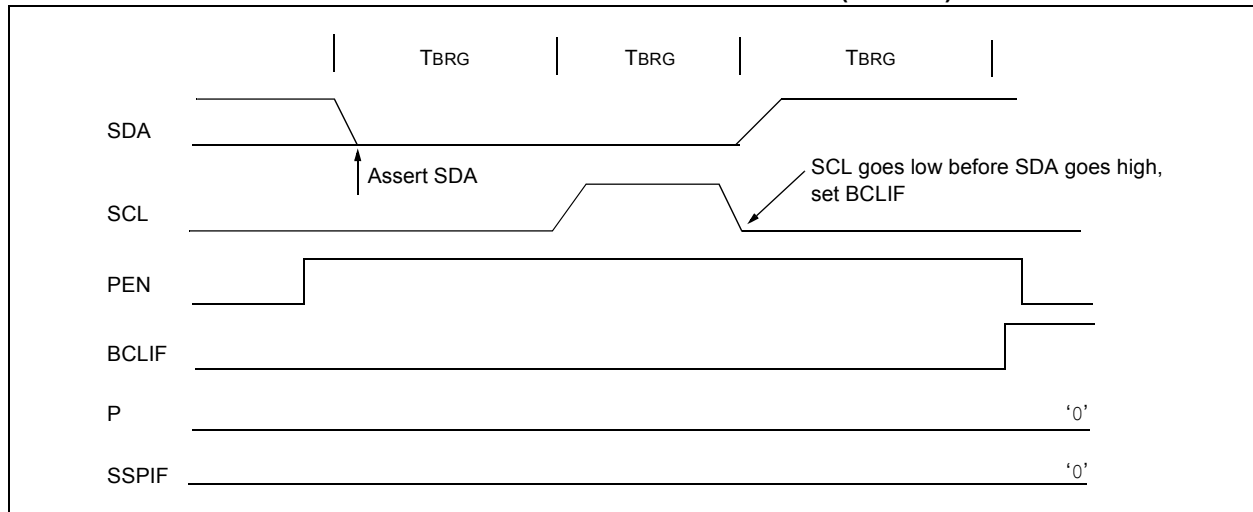 TBRG TBRG TBRG
SDA
Assert SDA
SCL goes low before SDA goes high,
set BCLIF
SCL
PEN
BCLIF
P
‘0’
SSPIF
‘0’